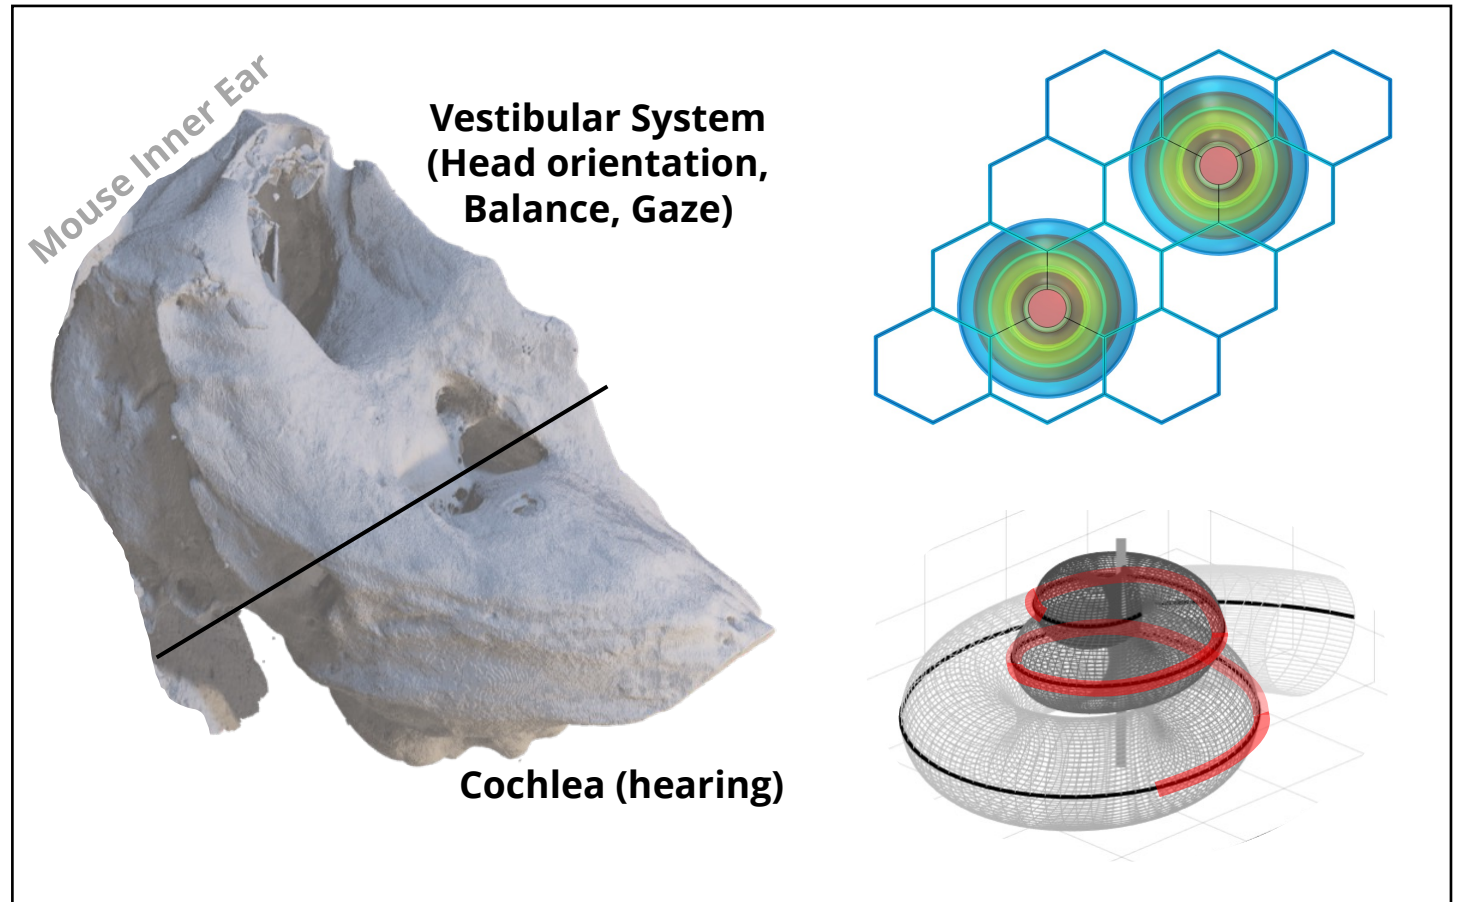 Mouse Inner Ear
Vestibular System
(Head orientation,
Balance, Gaze)
Cochlea (hearing)